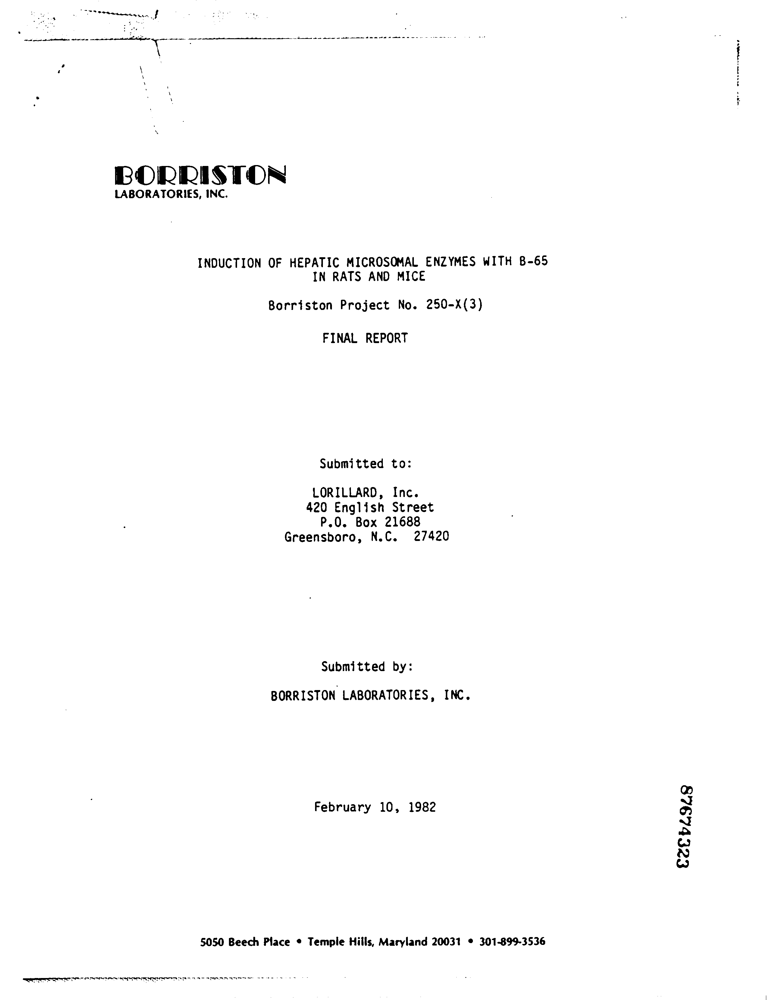 BORRISTON
LABORATORIES, INC.
INDUCTION OF HEPATIC MICROSOMAL ENZYMES WITH B-65
IN RATS AND MICE
Borriston Project No. 250-X(3)
FINAL REPORT
Submitted to:
LORILLARD, Inc.
420 English Street
P.O. Box 21688
Greensboro, N.C. 27420
Submitted by:
BORRISTON LABORATORIES, INC.
February 10, 1982
87674323
5050 Beech Place • Temple Hills, Maryland 20031 • 301-899-3536